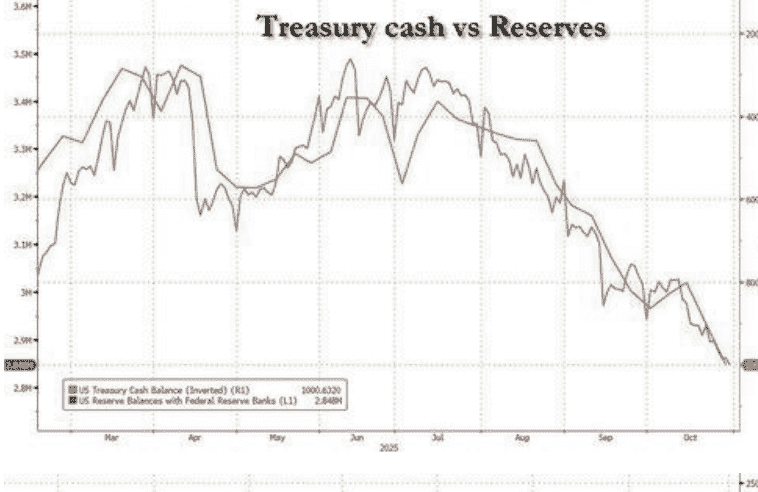 Treasury cash vs Reserves
3.6M
3.5M
3.4M
3.3M
3.2M
3.1M
3M
2.9M
2.8M
200
400
600
800
US Treasury Cash Balance (Inverted) (R1) 1000.6320
US Reserve Balances with Federal Reserve Banks (L1) 2.848M
Mar Apr May Jun Jul Aug Sep Oct
2025
250